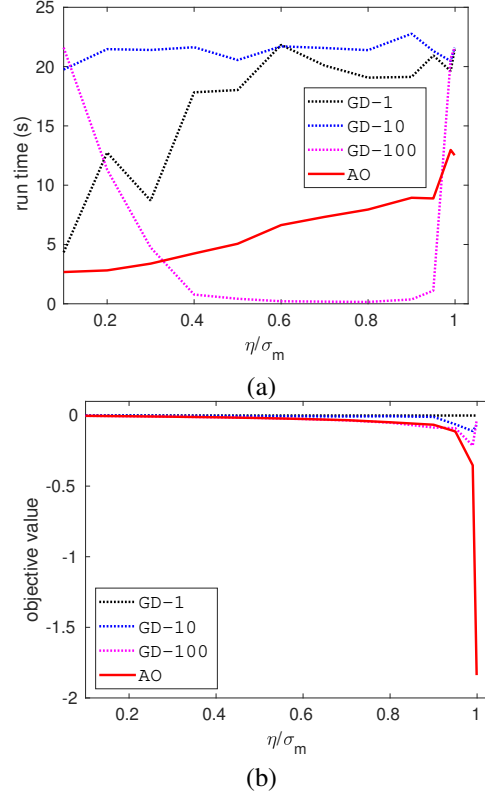 25
20
15
10
5
0
run time (s)
GD-1
GD-10
GD-100
AO
0.2 0.4 0.6 0.8 1
η/σm
(a)
0
-0.5
-1
-1.5
-2
objective value
GD-1
GD-10
GD-100
AO
0.2 0.4 0.6 0.8 1
η/σm
(b)